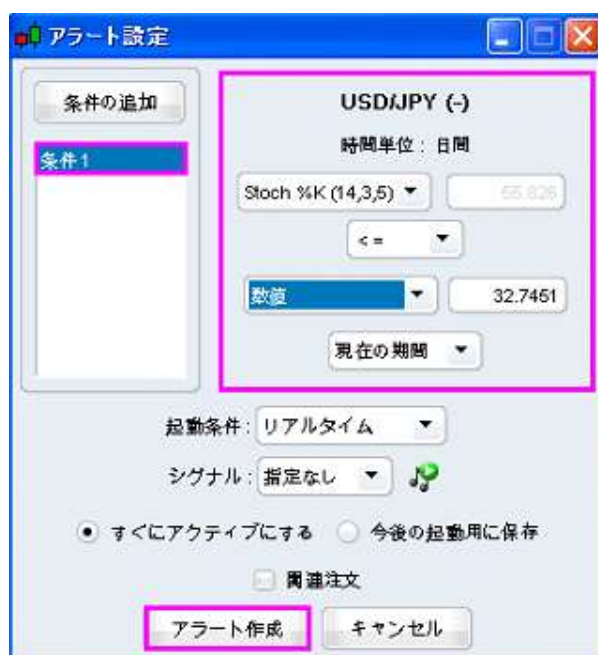 アラート設定
条件の追加
条件1
USD/JPY (-)
時間単位 : 日間
Stoch %K (14,3,5)
55.826
<=
数値
32.7451
現在の期間
起動条件: リアルタイム
シグナル : 指定なし
すぐにアクティブにする 今後の起動用に保存
関連注文
アラート作成 キャンセル